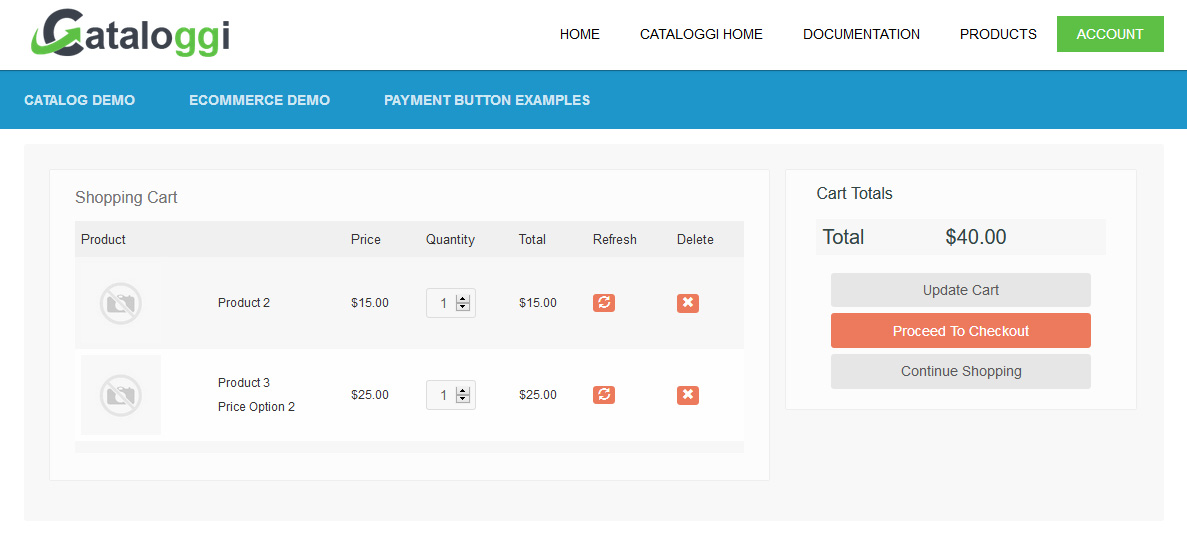 Cataloggi
HOME CATALOGGI HOME DOCUMENTATION PRODUCTS ACCOUNT
CATALOG DEMO ECOMMERCE DEMO PAYMENT BUTTON EXAMPLES
Shopping Cart
Product Price Quantity Total Refresh Delete
Product 2 $15.00 1 $15.00
Product 3
Price Option 2
$25.00 1 $25.00
Cart Totals
Total $40.00
Update Cart
Proceed To Checkout
Continue Shopping